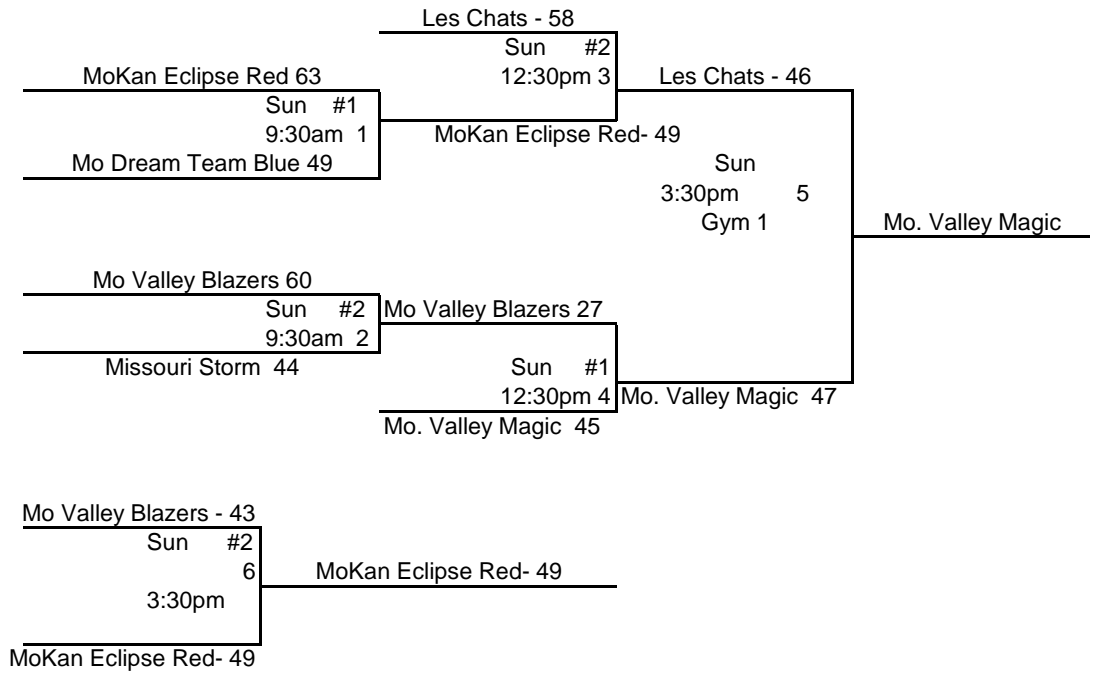 Les Chats - 58
Sun #2
MoKan Eclipse Red 63
12:30pm 3
Les Chats - 46
Sun #1
9:30am 1
MoKan Eclipse Red- 49
Mo Dream Team Blue 49
Sun
3:30pm 5
Gym 1
Mo. Valley Magic
Mo Valley Blazers 60
Sun #2
Mo Valley Blazers 27
9:30am 2
Missouri Storm 44
Sun #1
12:30pm 4
Mo. Valley Magic 47
Mo. Valley Magic 45
Mo Valley Blazers - 43
Sun #2
6
MoKan Eclipse Red- 49
3:30pm
MoKan Eclipse Red- 49